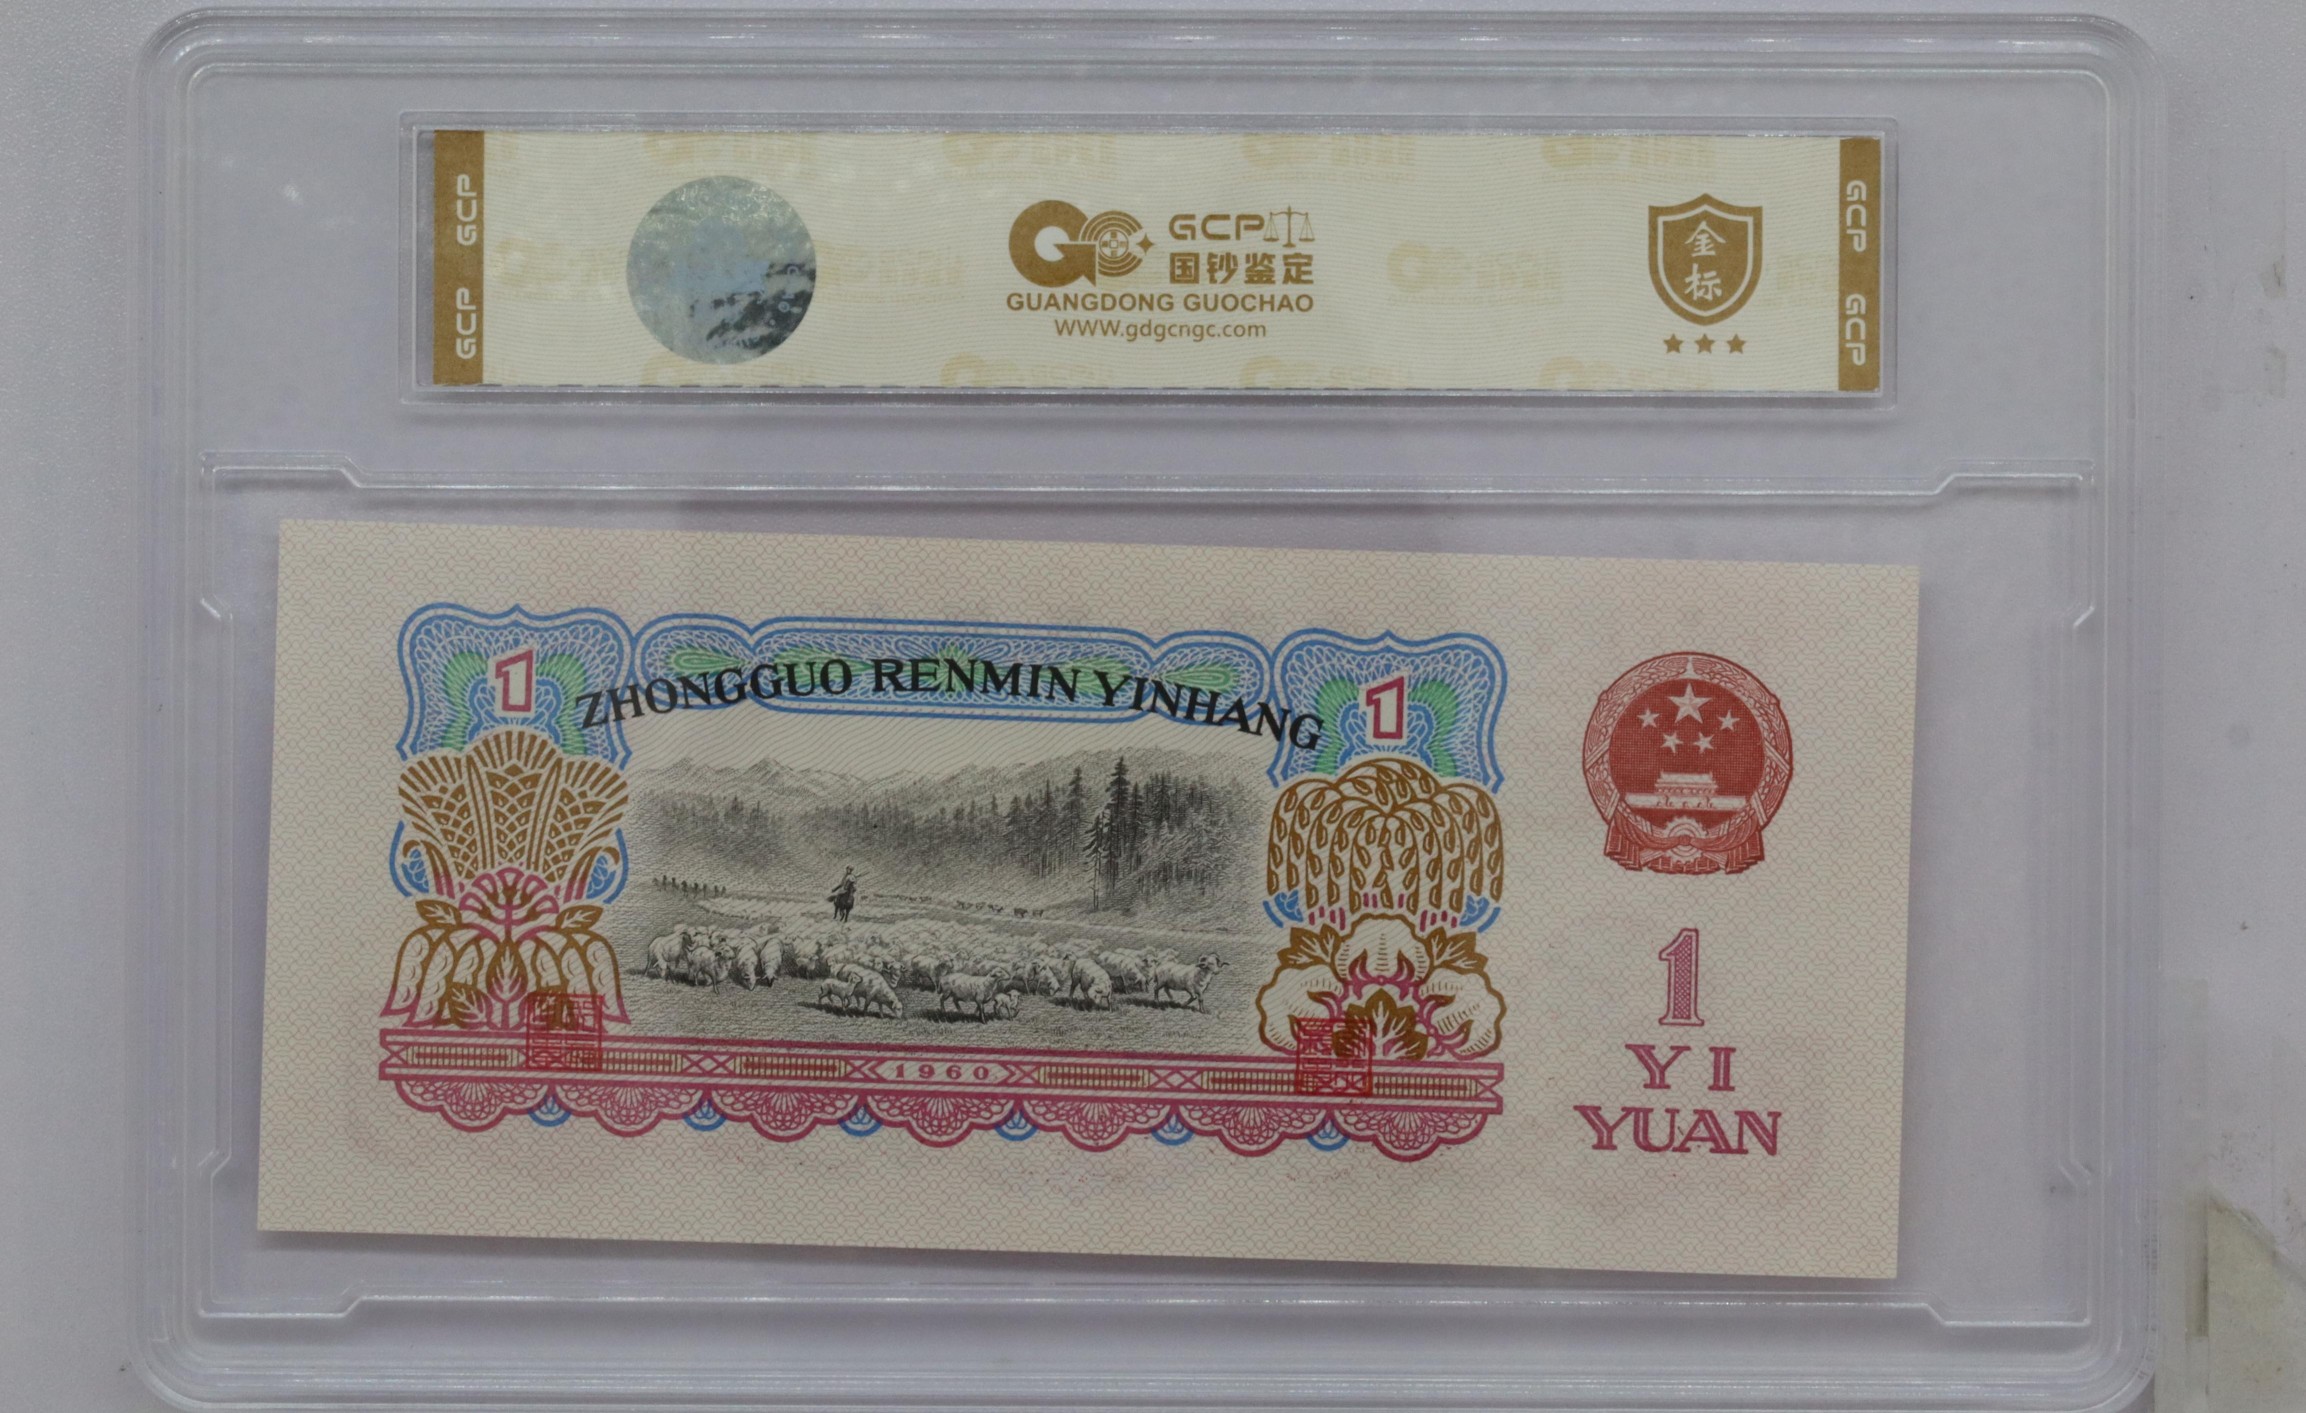 GCP GCP
GCP
国钞鉴定
GUANGDONG GUOCHAO
WWW.gdgcngc.com
金
标
GCP GCP
1
ZHONGGUO RENMIN YINHANG
1
1960
1
YI
YUAN